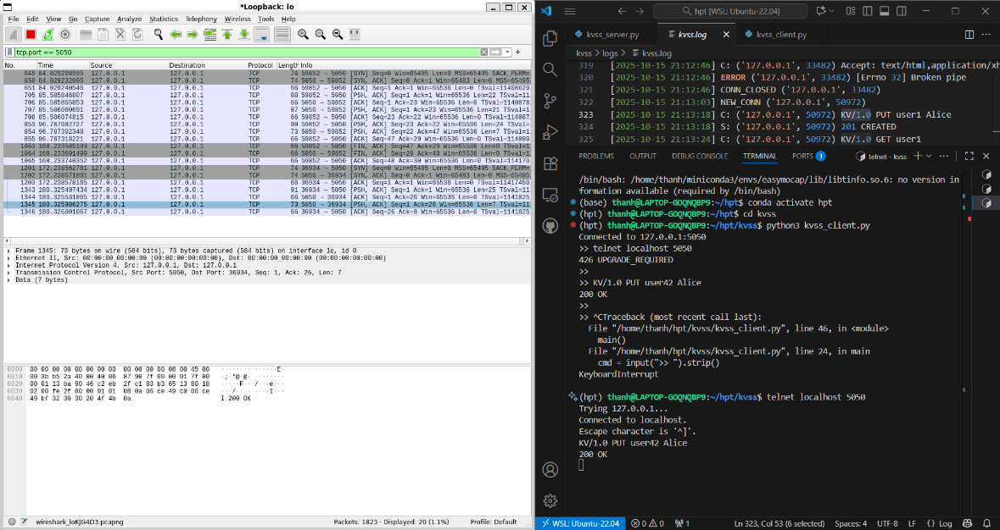 *Loopback: lo
File Edit View Go Capture Analyze Statistics Telephony Wireless Tools Help
tcp.port == 5050
No. Time Source Destination Protocol Length Info
849 84.029208595 127.0.0.1 127.0.0.1 TCP 74 59852 → 5050 [SYN] Seq=0 Win=65495 Len=0 MSS=65495 SACK_PERM=
650 84.029232095 127.0.0.1 127.0.0.1 TCP 74 5050 → 59852 [SYN, ACK] Seq=0 Ack=1 Win=65483 Len=0 MSS=65495
651 84.029240546 127.0.0.1 127.0.0.1 TCP 66 59852 → 5050 [ACK] Seq=1 Ack=1 Win=65536 Len=0 TSval=11408629
705 85.585846807 127.0.0.1 127.0.0.1 TCP 88 59852 → 5050 [PSH, ACK] Seq=1 Ack=1 Win=65536 Len=22 TSval=11
706 85.585865853 127.0.0.1 127.0.0.1 TCP 66 5050 → 59852 [ACK] Seq=1 Ack=23 Win=65536 Len=0 TSval=1140878
707 85.586060691 127.0.0.1 127.0.0.1 TCP 87 5050 → 59852 [PSH, ACK] Seq=1 Ack=23 Win=65536 Len=21 TSval=11
708 85.586074815 127.0.0.1 127.0.0.1 TCP 66 59852 → 5050 [ACK] Seq=23 Ack=22 Win=65536 Len=0 TSval=114087
853 96.787082727 127.0.0.1 127.0.0.1 TCP 90 59852 → 5050 [PSH, ACK] Seq=23 Ack=22 Win=65536 Len=24 TSval=
854 96.787302348 127.0.0.1 127.0.0.1 TCP 73 5050 → 59852 [PSH, ACK] Seq=22 Ack=47 Win=65536 Len=7 TSval=1
855 96.787318221 127.0.0.1 127.0.0.1 TCP 66 59852 → 5050 [ACK] Seq=47 Ack=29 Win=65536 Len=0 TSval=114099
1063 168.233585193 127.0.0.1 127.0.0.1 TCP 66 59852 → 5050 [FIN, ACK] Seq=47 Ack=29 Win=65536 Len=0 TSval=1
1064 168.233691499 127.0.0.1 127.0.0.1 TCP 66 5050 → 59852 [FIN, ACK] Seq=29 Ack=48 Win=65536 Len=0 TSval=1
1065 168.233740352 127.0.0.1 127.0.0.1 TCP 66 59852 → 5050 [ACK] Seq=48 Ack=30 Win=65536 Len=0 TSval=114170
1201 172.238562781 127.0.0.1 127.0.0.1 TCP 74 36934 → 5050 [SYN] Seq=0 Win=65495 Len=0 MSS=65495 SACK_PERM=
1202 172.238571801 127.0.0.1 127.0.0.1 TCP 74 5050 → 36934 [SYN, ACK] Seq=0 Ack=1 Win=65483 Len=0 MSS=65495
1203 172.238578165 127.0.0.1 127.0.0.1 TCP 66 36934 → 5050 [ACK] Seq=1 Ack=1 Win=65536 Len=0 TSval=11417450
1343 180.325497434 127.0.0.1 127.0.0.1 TCP 91 36934 → 5050 [PSH, ACK] Seq=1 Ack=1 Win=65536 Len=25 TSval=11
1344 180.325531865 127.0.0.1 127.0.0.1 TCP 66 5050 → 36934 [ACK] Seq=1 Ack=26 Win=65536 Len=0 TSval=1141825
1345 180.325986275 127.0.0.1 127.0.0.1 TCP 73 5050 → 36934 [PSH, ACK] Seq=1 Ack=26 Win=65536 Len=7 TSval=11
1346 180.326001067 127.0.0.1 127.0.0.1 TCP 66 36934 → 5050 [ACK] Seq=26 Ack=8 Win=65536 Len=0 TSval=1141825
Frame 1345: 73 bytes on wire (584 bits), 73 bytes captured (584 bits) on interface lo, id 0
Ethernet II, Src: 00:00:00_00:00:00 (00:00:00:00:00:00), Dst: 00:00:00_00:00:00 (00:00:00:00:00:00)
Internet Protocol Version 4, Src: 127.0.0.1, Dst: 127.0.0.1
Transmission Control Protocol, Src Port: 5050, Dst Port: 36934, Seq: 1, Ack: 26, Len: 7
Data (7 bytes)
0000 00 00 00 00 00 00 00 00 00 00 00 00 08 00 45 00 ········ ······E·
0010 00 3b b5 2a 40 00 40 06 87 90 7f 00 00 01 7f 00 ·;·*@·@· ········
0020 00 01 13 ba 90 46 c2 eb 2f c1 83 b3 65 13 80 18 ·····F·· /···e···
0030 02 00 fe 2f 00 00 01 01 08 0a 06 ce 49 c0 06 ce ···/···· ····I···
0040 49 bf 32 30 30 20 4f 4b 0a I·200 OK ·
wireshark_loKJG4D3.pcapng Packets: 1823 · Displayed: 20 (1.1%) Profile: Default
hpt [WSL: Ubuntu-22.04]
kvss_server.py kvss.log kvss_client.py
kvss > logs > kvss.log
319 [2025-10-15 21:12:46] C: ('127.0.0.1', 33482) Accept: text/html,application/xh
320 [2025-10-15 21:12:46] ERROR ('127.0.0.1', 33482) [Errno 32] Broken pipe
321 [2025-10-15 21:12:46] CONN_CLOSED ('127.0.0.1', 33482)
322 [2025-10-15 21:13:03] NEW_CONN ('127.0.0.1', 50972)
323 [2025-10-15 21:13:18] C: ('127.0.0.1', 50972) KV/1.0 PUT user1 Alice
324 [2025-10-15 21:13:18] S: ('127.0.0.1', 50972) 201 CREATED
325 [2025-10-15 21:13:24] C: ('127.0.0.1', 50972) KV/1.0 GET user1
PROBLEMS OUTPUT DEBUG CONSOLE TERMINAL PORTS 1 telnet - kvss
/bin/bash: /home/thanh/miniconda3/envs/easymocap/lib/libtinfo.so.6: no version in
formation available (required by /bin/bash)
(base) thanh@LAPTOP-GOQNQBP9:~/hpt$ conda activate hpt
(hpt) thanh@LAPTOP-GOQNQBP9:~/hpt$ cd kvss
(hpt) thanh@LAPTOP-GOQNQBP9:~/hpt/kvss$ python3 kvss_client.py
Connected to 127.0.0.1:5050
>> telnet localhost 5050
426 UPGRADE_REQUIRED
>>
>> KV/1.0 PUT user42 Alice
200 OK
>>
>> ^CTraceback (most recent call last):
File "/home/thanh/hpt/kvss/kvss_client.py", line 46, in <module>
main()
File "/home/thanh/hpt/kvss/kvss_client.py", line 24, in main
cmd = input(">> ").strip()
KeyboardInterrupt
(hpt) thanh@LAPTOP-GOQNQBP9:~/hpt/kvss$ telnet localhost 5050
Trying 127.0.0.1...
Connected to localhost.
Escape character is '^]'.
KV/1.0 PUT user42 Alice
200 OK
WSL: Ubuntu-22.04 0 0 1 Ln 323, Col 53 (6 selected) Spaces: 4 UTF-8 LF {} Log